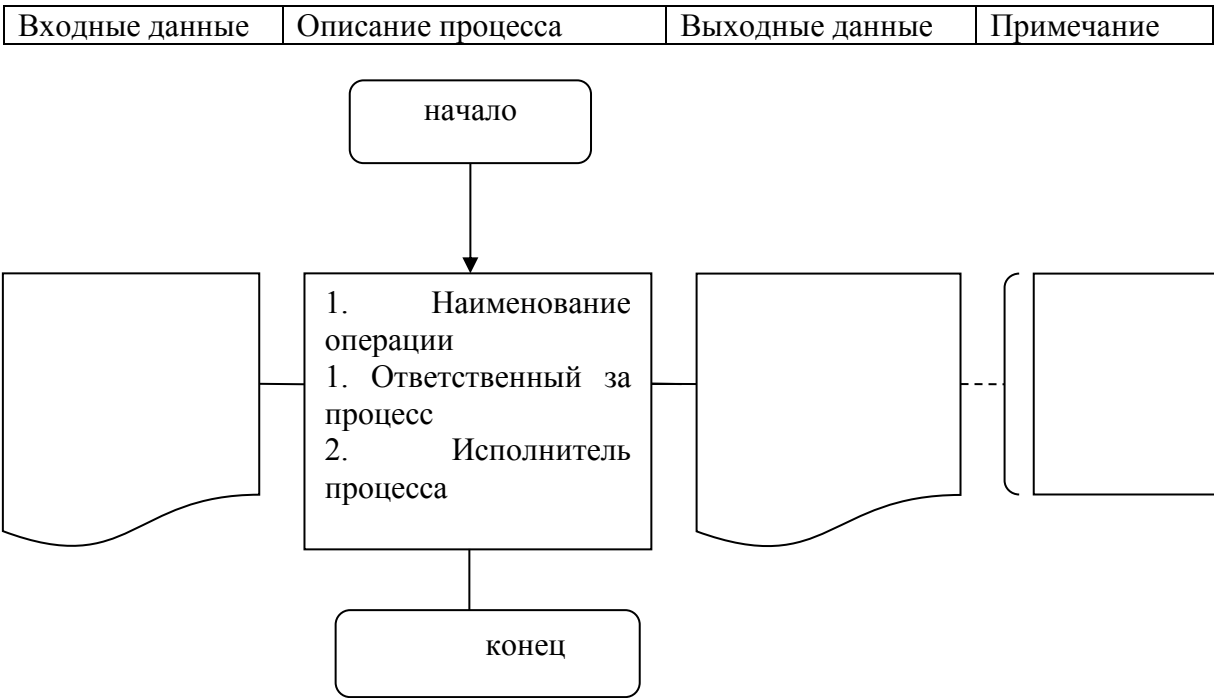 Входные данные Описание процесса Выходные данные Примечание
начало
1. Наименование
операции
1. Ответственный за
процесс
2. Исполнитель
процесса
конец